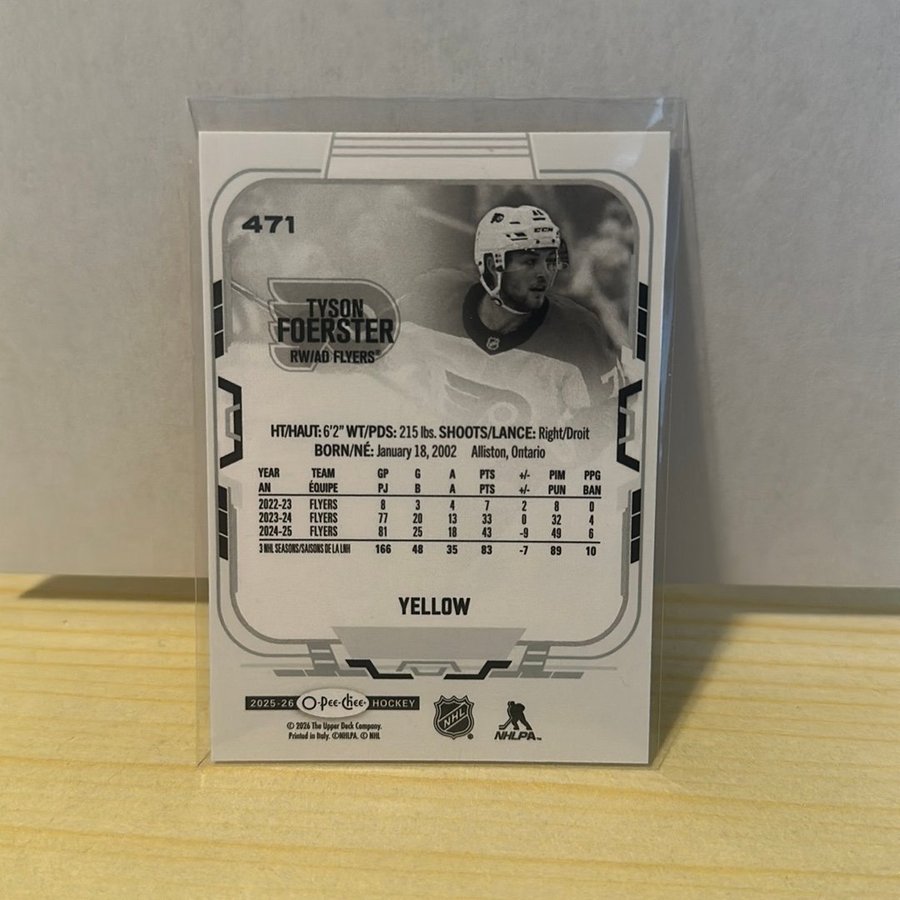 471
TYSON
FOERSTER
RW/AD FLYERS®
HT/HAUT: 6'2" WT/PDS: 215 lbs. SHOOTS/LANCE: Right/Droit
BORN/NÉ: January 18, 2002 Alliston, Ontario
YEAR TEAM GP G A PTS +/- PIM PPG
AN ÉQUIPE PJ B A PTS +/- PUN BAN
2022-23 FLYERS 8 3 4 7 2 8 0
2023-24 FLYERS 77 20 13 33 0 32 4
2024-25 FLYERS 81 25 18 43 -9 49 6
3 NHL SEASONS/SAISONS DE LA LNH 166 48 35 83 -7 89 10
YELLOW
2025-26 O-Pee-Chee HOCKEY
© 2026 The Upper Deck Company.
Printed in Italy. ©NHLPA. © NHL
NHL
NHLPA™
CCM